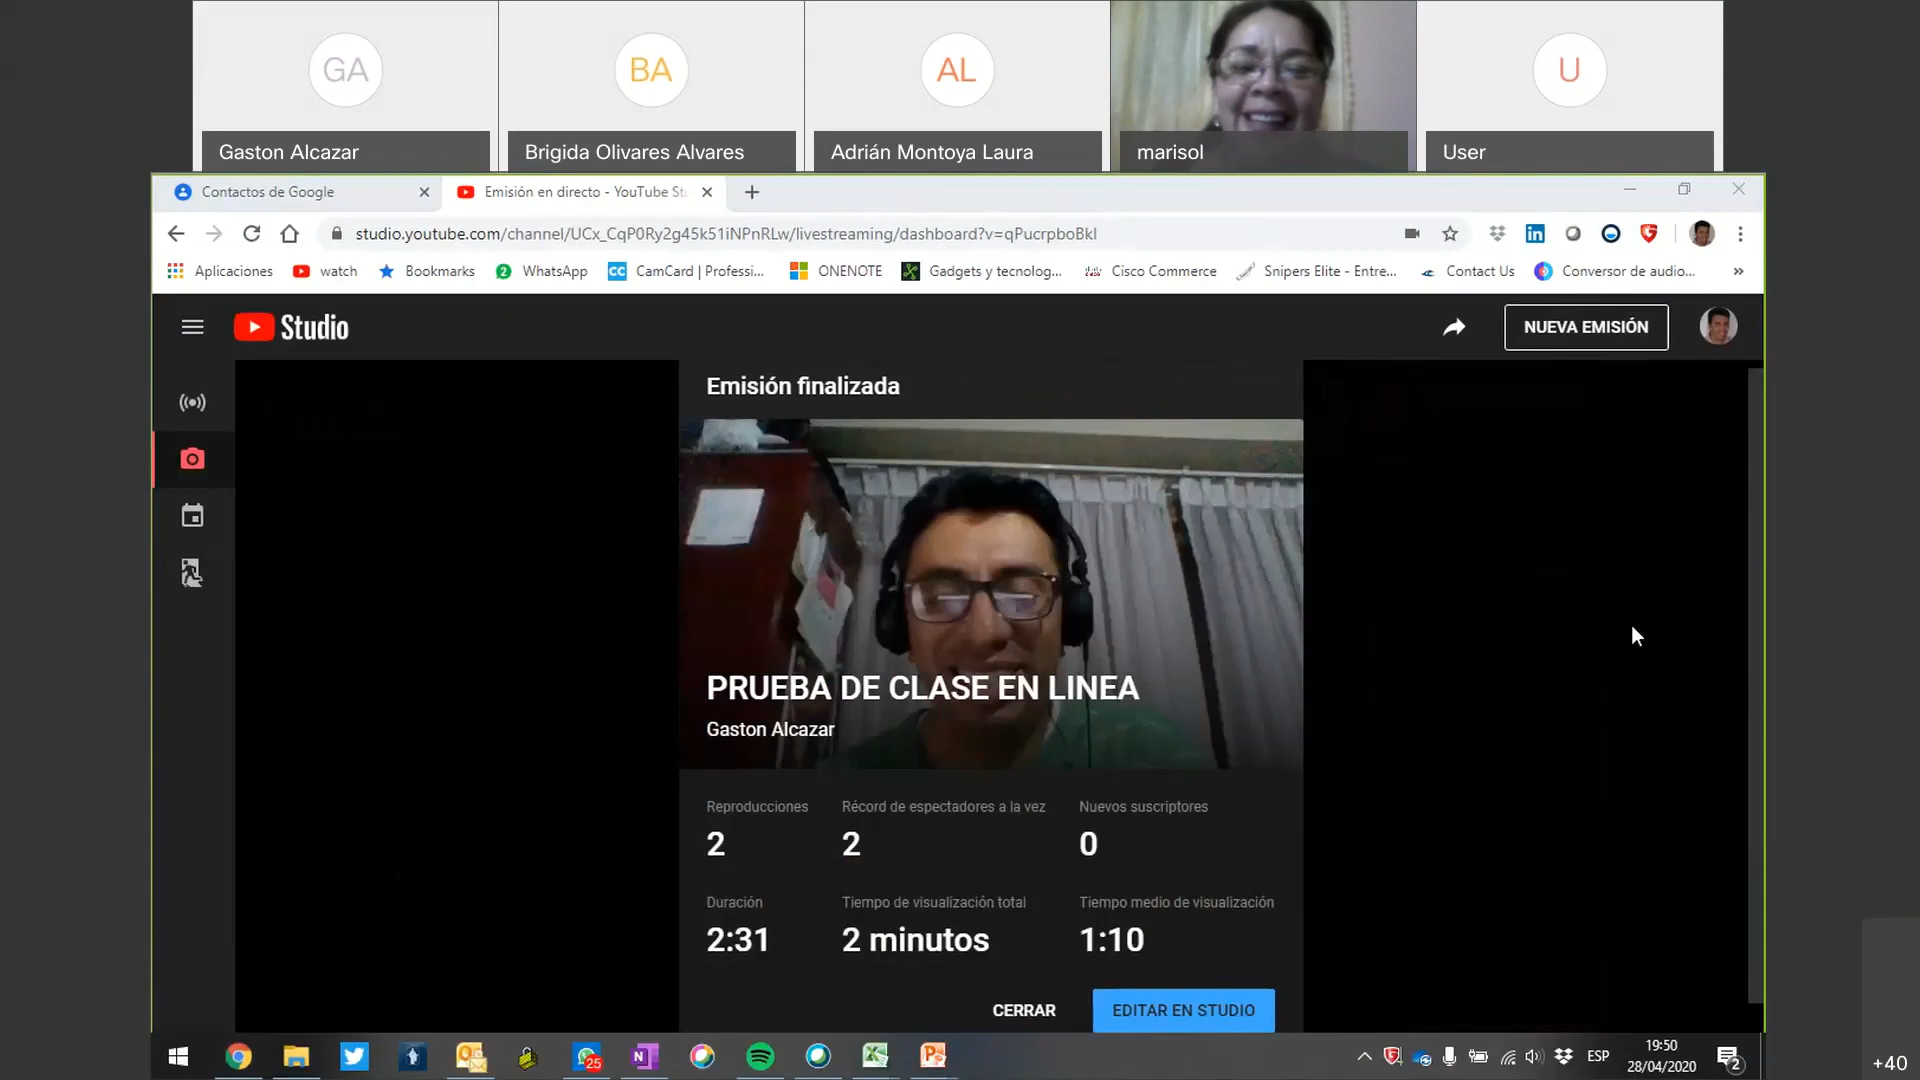 GA
BA
AL
U
Gaston Alcazar
Brigida Olivares Alvares
Adrián Montoya Laura
marisol
User
Contactos de Google
Emisión en directo - YouTube St
studio.youtube.com/channel/UCx_CqP0Ry2g45k51iNPnRLw/livestreaming/dashboard?v=qPucrpboBkI
Aplicaciones
watch
Bookmarks
WhatsApp
CamCard | Professi...
ONENOTE
Gadgets y tecnolog...
Cisco Commerce
Snipers Elite - Entre...
Contact Us
Conversor de audio...
»
Studio
NUEVA EMISIÓN
Emisión finalizada
PRUEBA DE CLASE EN LINEA
Gaston Alcazar
Reproducciones
2
Récord de espectadores a la vez
2
Nuevos suscriptores
0
Duración
2:31
Tiempo de visualización total
2 minutos
Tiempo medio de visualización
1:10
CERRAR
EDITAR EN STUDIO
25
ESP
19:50
28/04/2020
2
+40